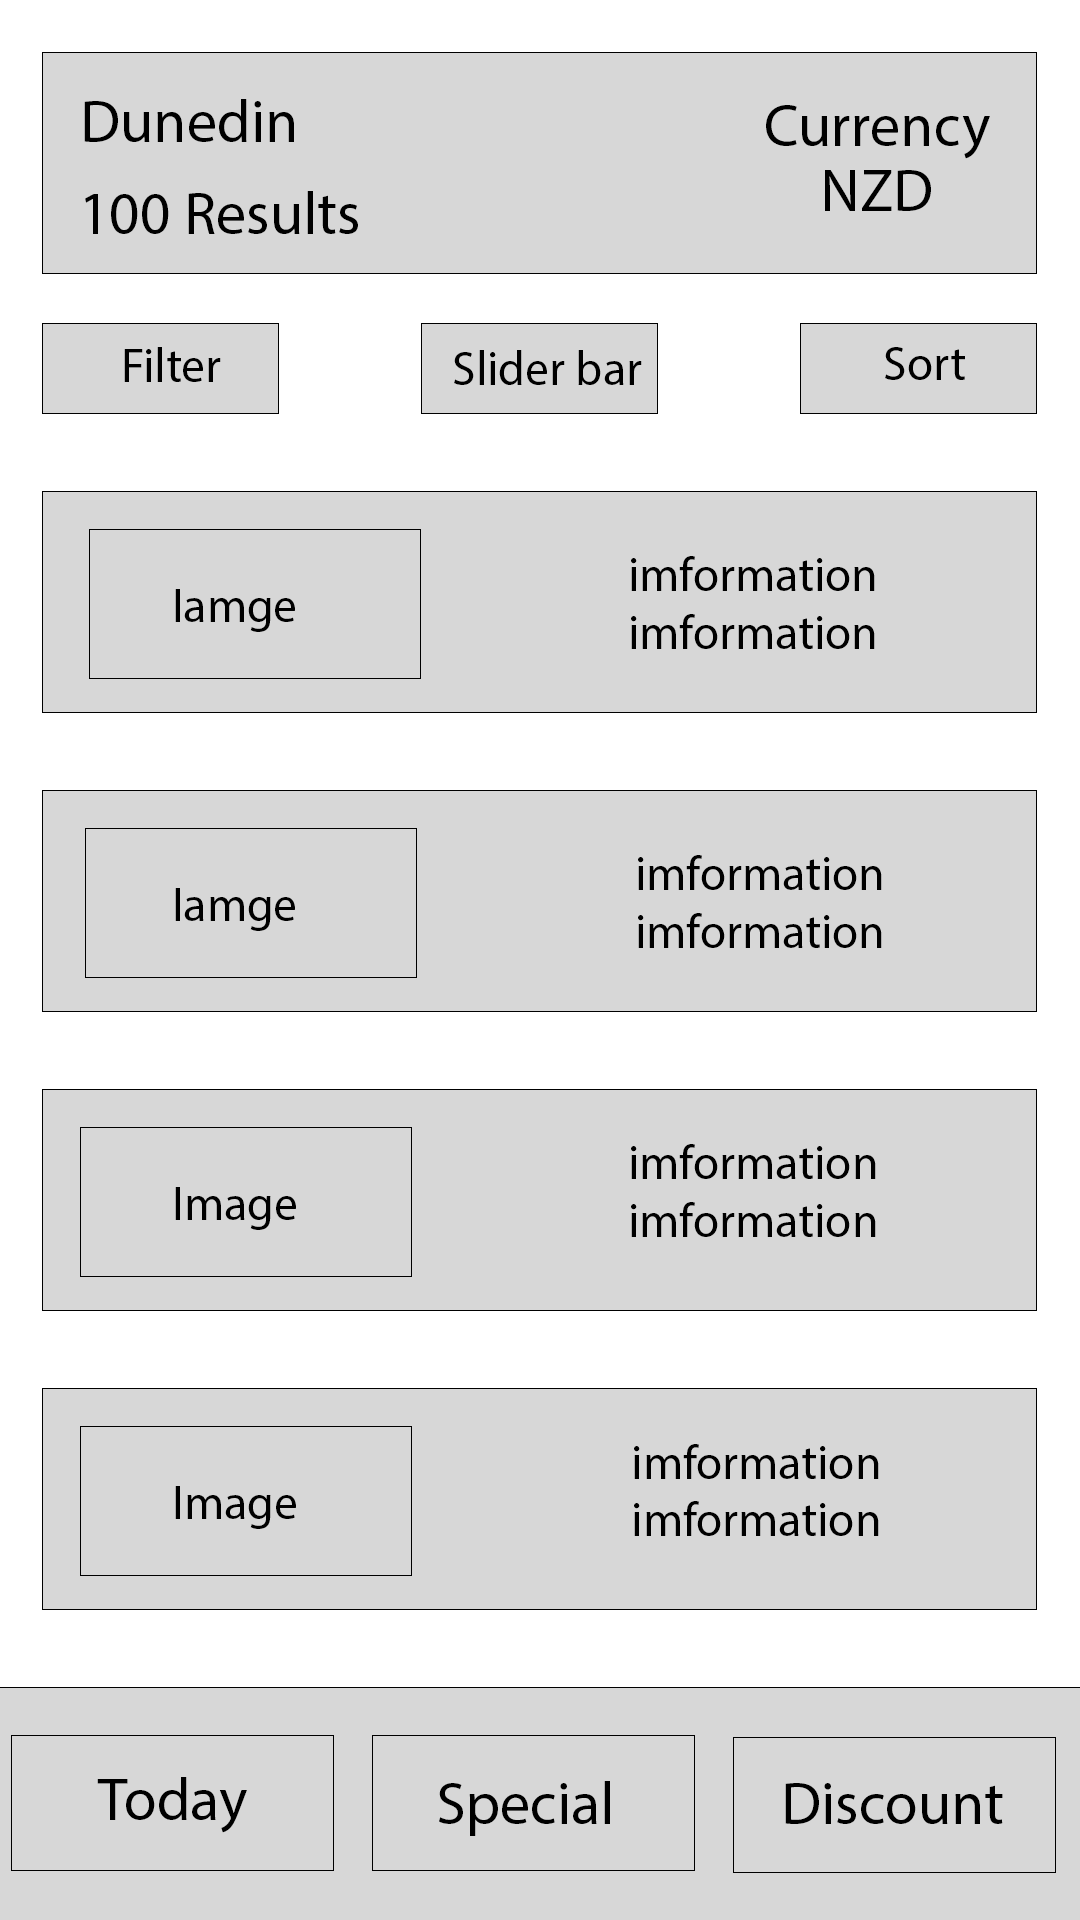 Dunedin
100 Results
Currency
NZD
Filter
Slider bar
Sort
Iamge
imformation
imformation
Iamge
imformation
imformation
Image
imformation
imformation
Image
imformation
imformation
Today
Special
Discount